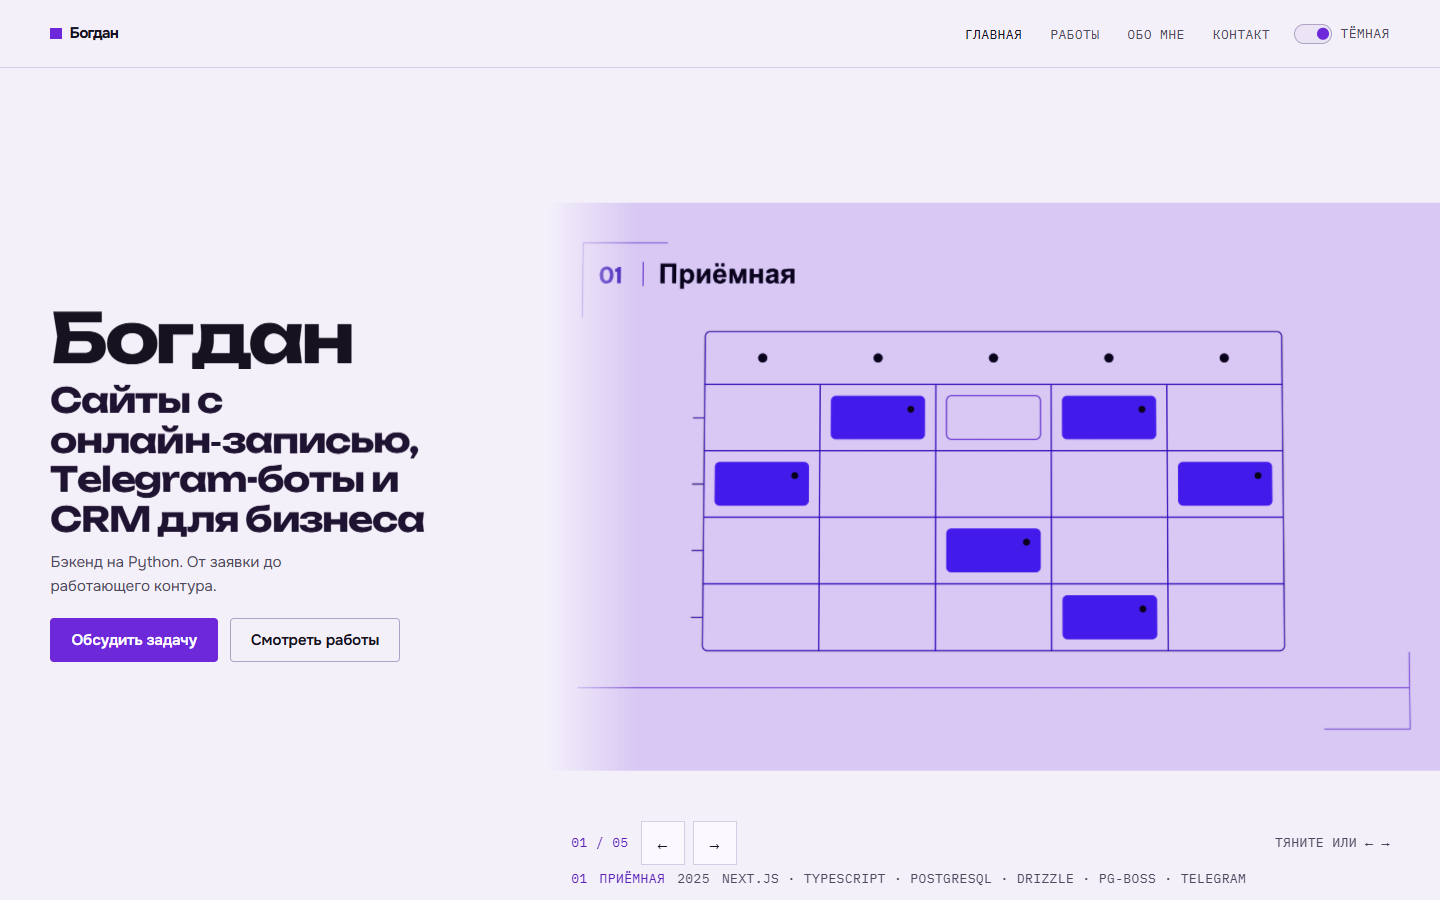 Богдан
ГЛАВНАЯ РАБОТЫ ОБО МНЕ КОНТАКТ ТЁМНАЯ
Богдан
Сайты с
онлайн-записью,
Telegram-боты и
CRM для бизнеса
Бэкенд на Python. От заявки до
работающего контура.
Обсудить задачу Смотреть работы
01 | Приёмная
01 / 05 ← → ТЯНИТЕ ИЛИ ← →
01 ПРИЁМНАЯ 2025 NEXT.JS · TYPESCRIPT · POSTGRESQL · DRIZZLE · PG-BOSS · TELEGRAM